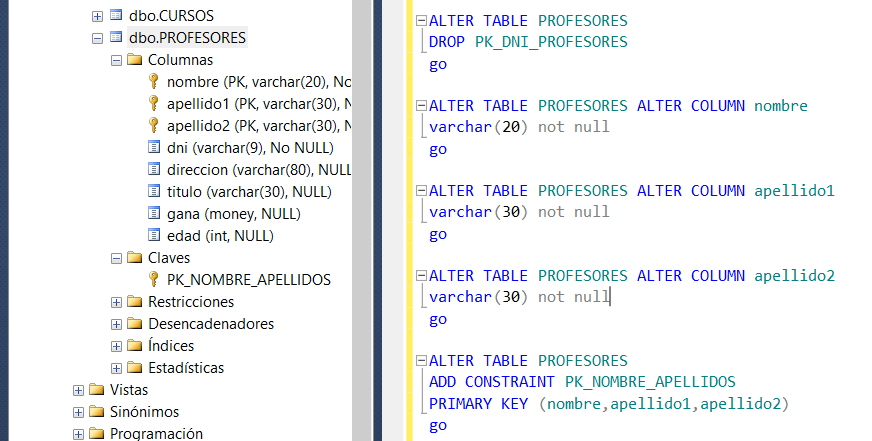 dbo.CURSOS
dbo.PROFESORES
Columnas
nombre (PK, varchar(20), No
apellido1 (PK, varchar(30), N
apellido2 (PK, varchar(30), N
dni (varchar(9), No NULL)
direccion (varchar(80), NULL
titulo (varchar(30), NULL)
gana (money, NULL)
edad (int, NULL)
Claves
PK_NOMBRE_APELLIDOS
Restricciones
Desencadenadores
Índices
Estadísticas
Vistas
Sinónimos
Programación
ALTER TABLE PROFESORES
DROP PK_DNI_PROFESORES
go
ALTER TABLE PROFESORES ALTER COLUMN nombre
varchar(20) not null
go
ALTER TABLE PROFESORES ALTER COLUMN apellido1
varchar(30) not null
go
ALTER TABLE PROFESORES ALTER COLUMN apellido2
varchar(30) not null
go
ALTER TABLE PROFESORES
ADD CONSTRAINT PK_NOMBRE_APELLIDOS
PRIMARY KEY (nombre,apellido1,apellido2)
go